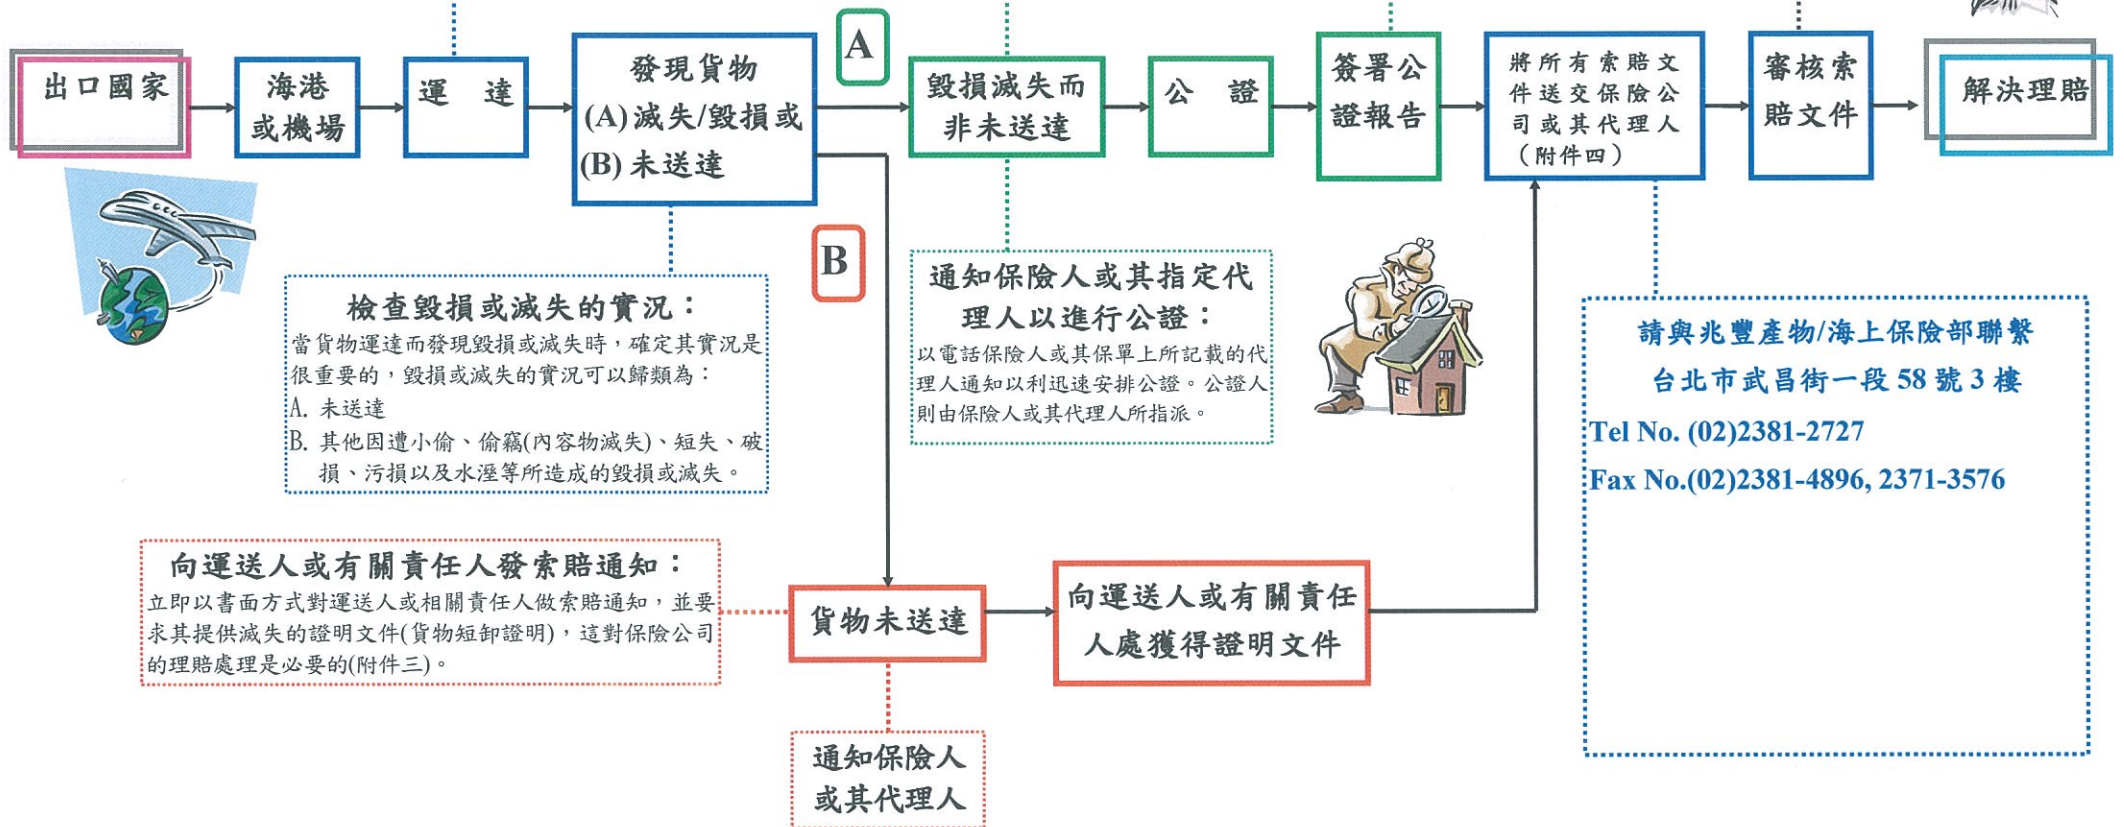 出口國家
海港
或機場
運 達
發現貨物
(A) 滅失/毀損或
(B) 未送達
A
毀損滅失而
非未送達
公 證
簽署公
證報告
將所有索賠文
件送交保險公
司或其代理人
(附件四)
審核索
賠文件
解決理賠
B
檢查毀損或滅失的實況：
當貨物運達而發現毀損或滅失時，確定其實況是
很重要的，毀損或滅失的實況可以歸類為：
A. 未送達
B. 其他因遭小偷、偷竊(內容物滅失)、短失、破
損、污損以及水溼等所造成的毀損或滅失。
通知保險人或其指定代
理人以進行公證：
以電話保險人或其保單上所記載的代
理人通知以利迅速安排公證。公證人
則由保險人或其代理人所指派。
請與兆豐產物/海上保險部聯繫
台北市武昌街一段 58 號 3 樓
Tel No. (02)2381-2727
Fax No.(02)2381-4896, 2371-3576
向運送人或有關責任人發索賠通知：
立即以書面方式對運送人或相關責任人做索賠通知，並要
求其提供滅失的證明文件(貨物短卸證明)，這對保險公司
的理賠處理是必要的(附件三)。
貨物未送達
向運送人或有關責任
人處獲得證明文件
通知保險人
或其代理人